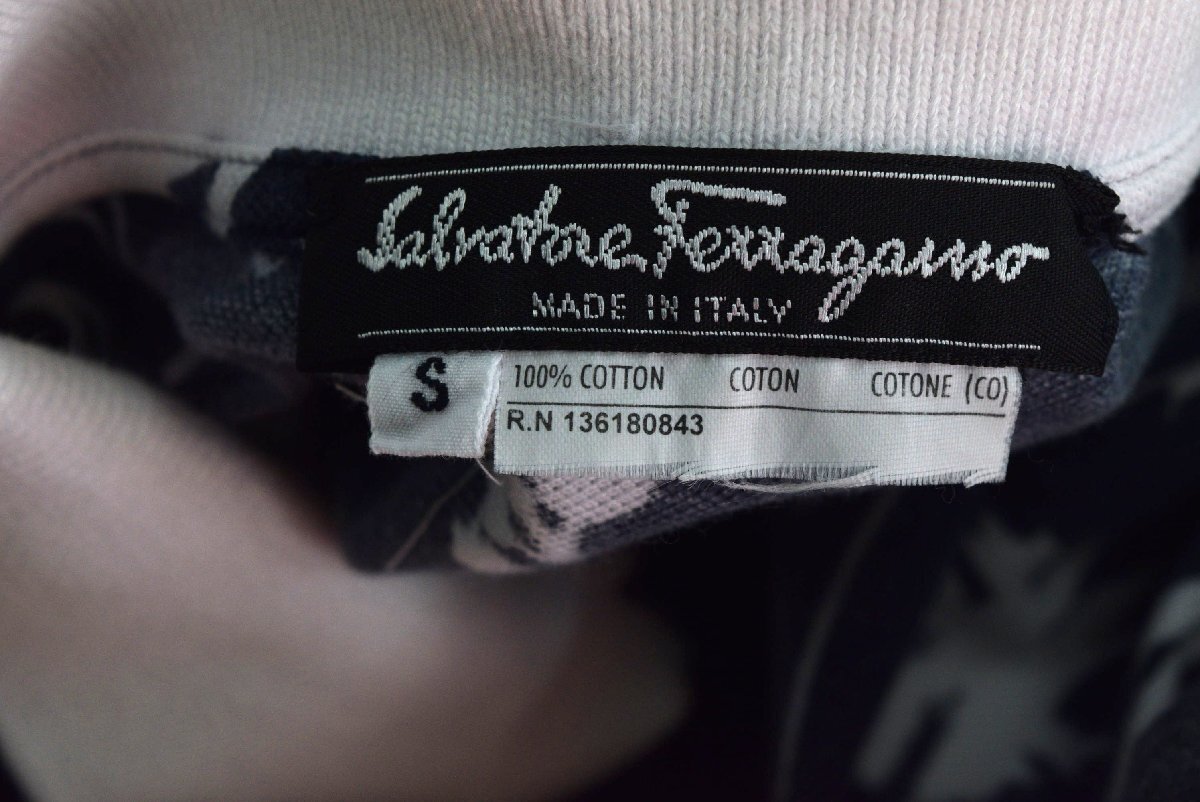 Salvatore Ferragamo
MADE IN ITALY
S
100% COTTON COTON COTONE (CO)
R.N 136180843